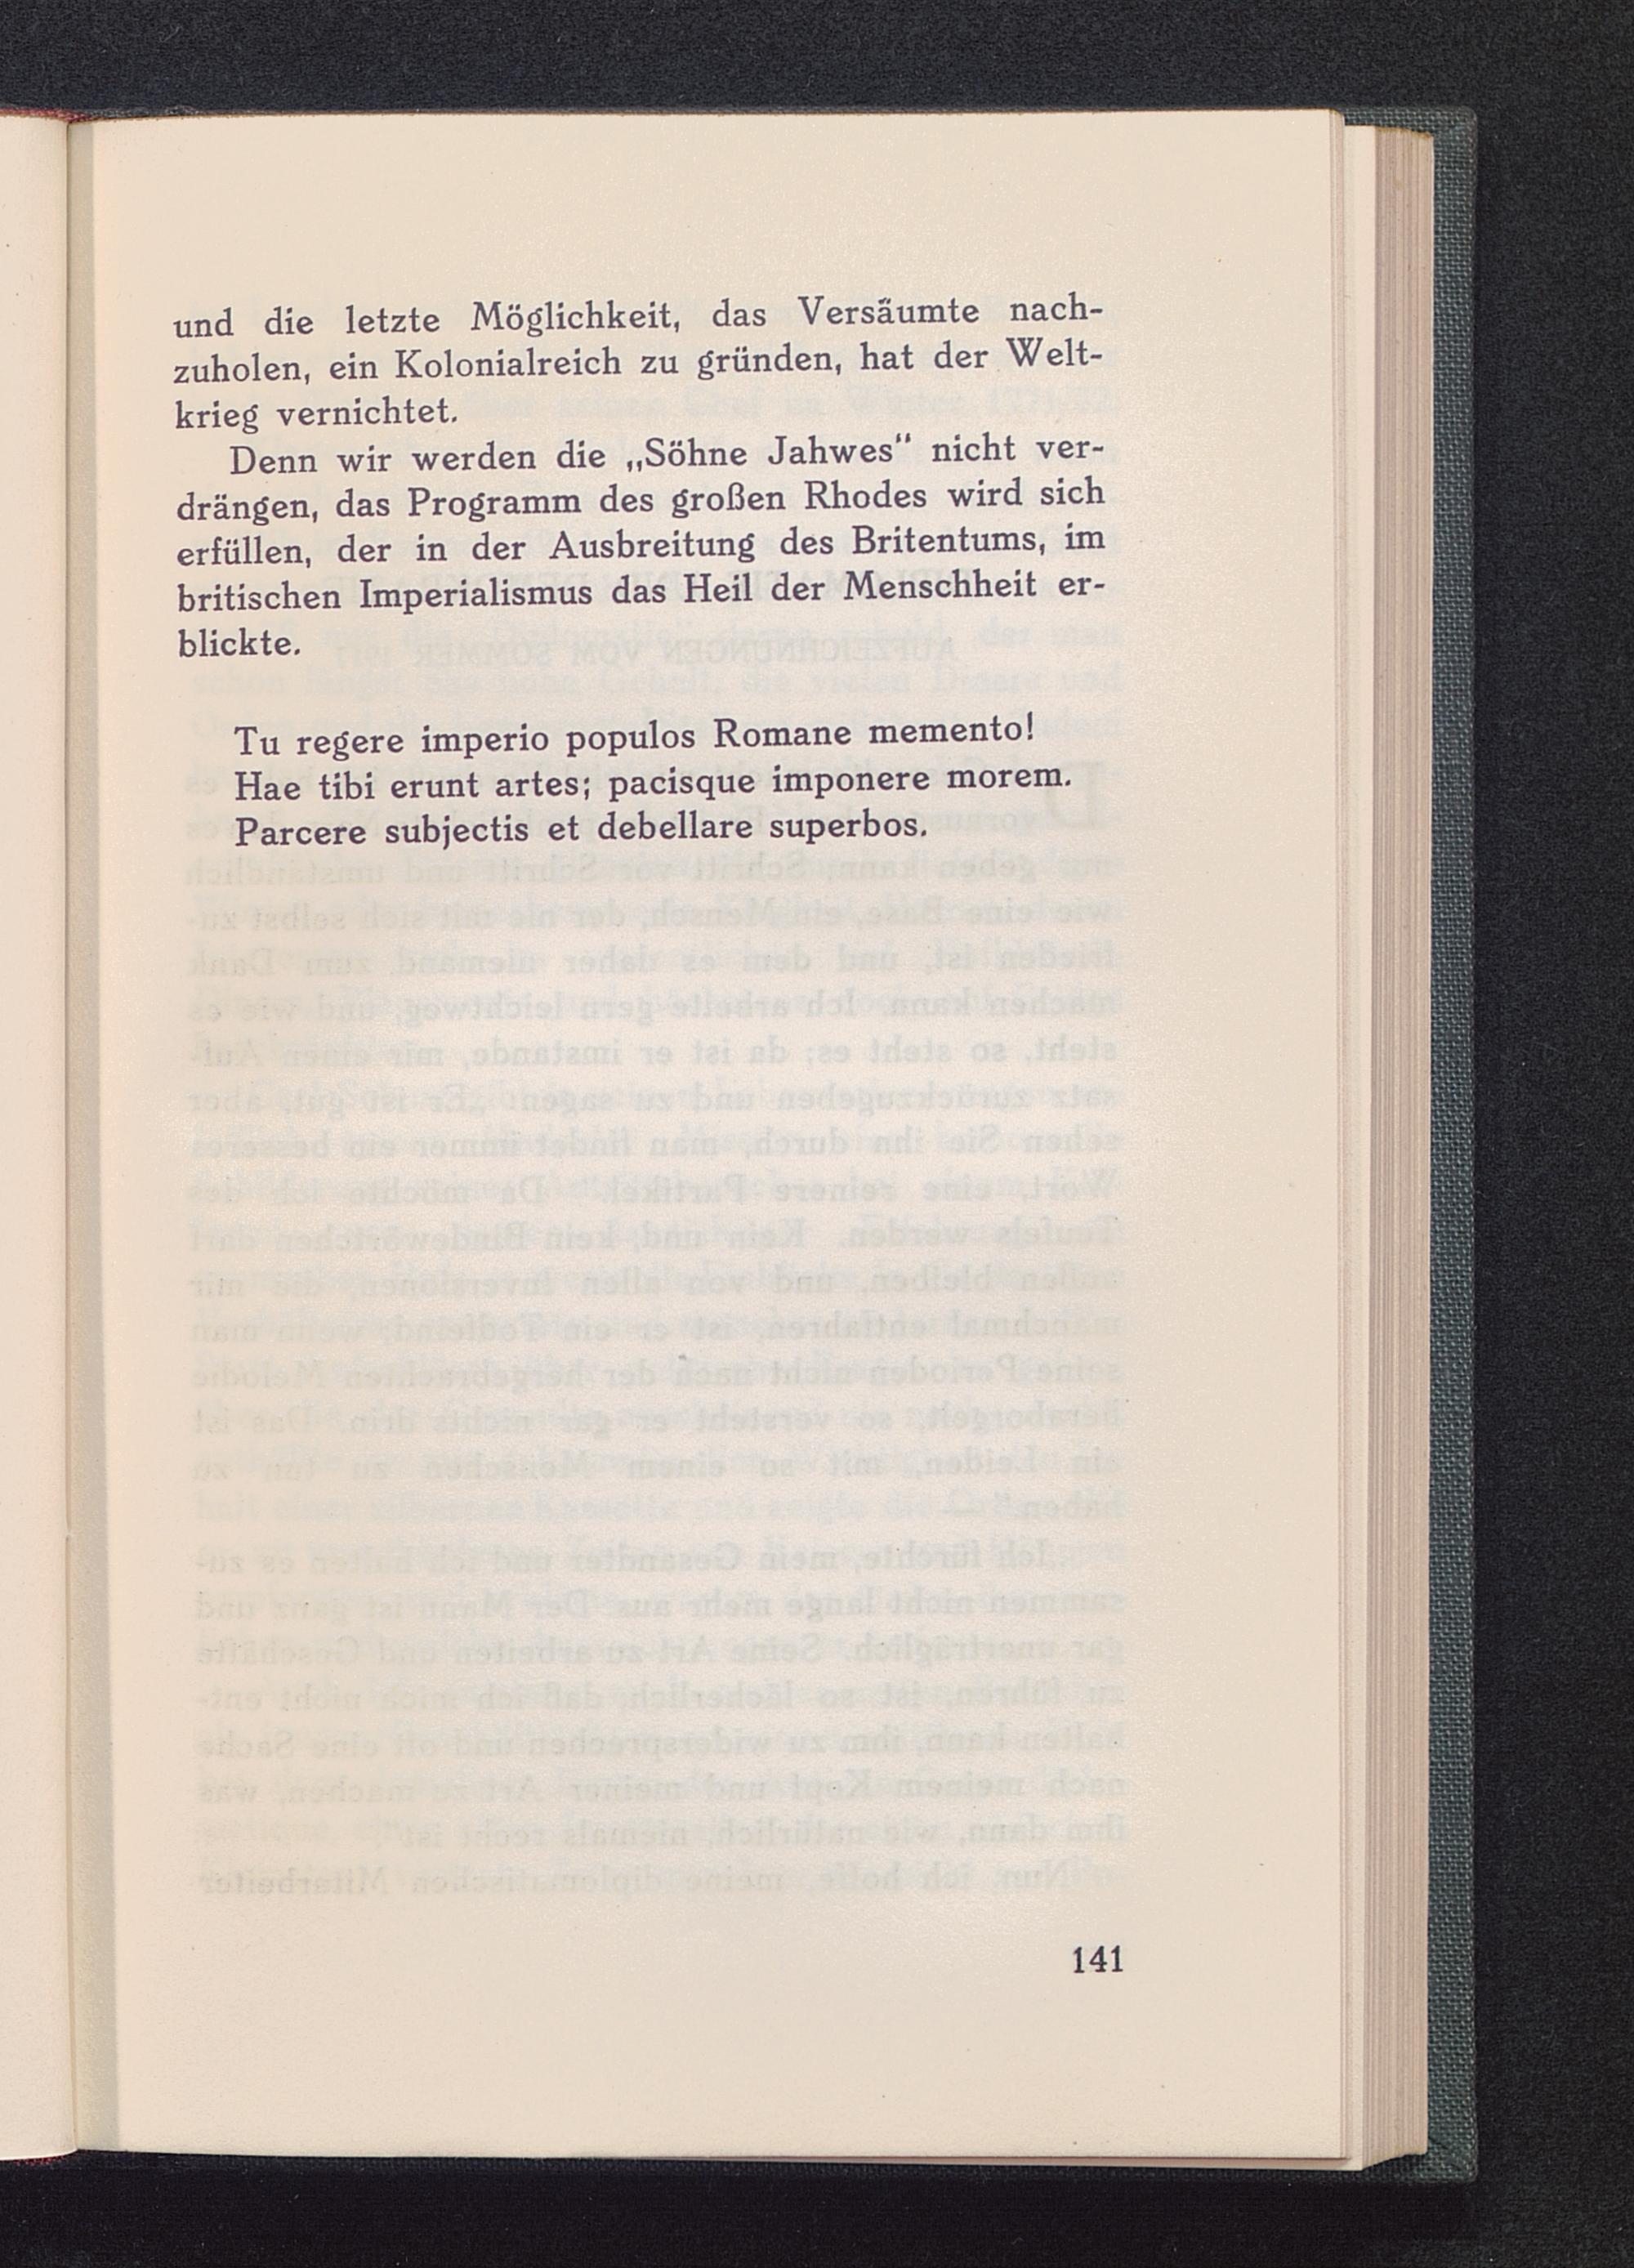 und die letzte Möglichkeit, das Versäumte nach-
zuholen, ein Kolonialreich zu gründen, hat der Welt-
krieg vernichtet.
Denn wir werden die „Söhne Jahwes“ nicht ver-
drängen, das Programm des großen Rhodes wird sich
erfüllen, der in der Ausbreitung des Britentums, im
britischen Imperialismus das Heil der Menschheit er-
blickte.
Tu regere imperio populos Romane memento!
Hae tibi erunt artes; pacisque imponere morem.
Parcere subjectis et debellare superbos.
141